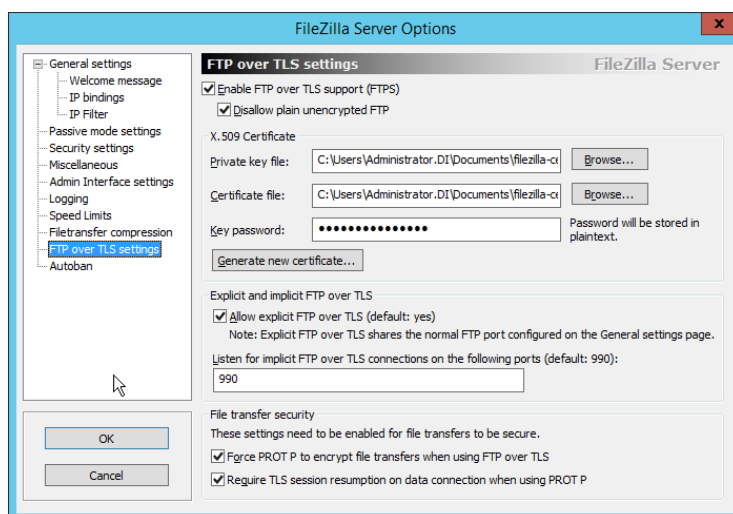 FileZilla Server Options
x
General settings
Welcome message
IP bindings
IP Filter
Passive mode settings
Security settings
Miscellaneous
Admin Interface settings
Logging
Speed Limits
Filetransfer compression
FTP over TLS settings
Autoban
OK
Cancel
FTP over TLS settings
FileZilla Server
Enable FTP over TLS support (FTPS)
Disallow plain unencrypted FTP
X.509 Certificate
Private key file:
C:\Users\Administrator.DI\Documents\filezilla-ce
Browse...
Certificate file:
C:\Users\Administrator.DI\Documents\filezilla-ce
Browse...
Key password:
●●●●●●●●●●●●●●●
Password will be stored in
plaintext.
Generate new certificate...
Explicit and implicit FTP over TLS
Allow explicit FTP over TLS (default: yes)
Note: Explicit FTP over TLS shares the normal FTP port configured on the General settings page.
Listen for implicit FTP over TLS connections on the following ports (default: 990):
990
File transfer security
These settings need to be enabled for file transfers to be secure.
Force PROT P to encrypt file transfers when using FTP over TLS
Require TLS session resumption on data connection when using PROT P